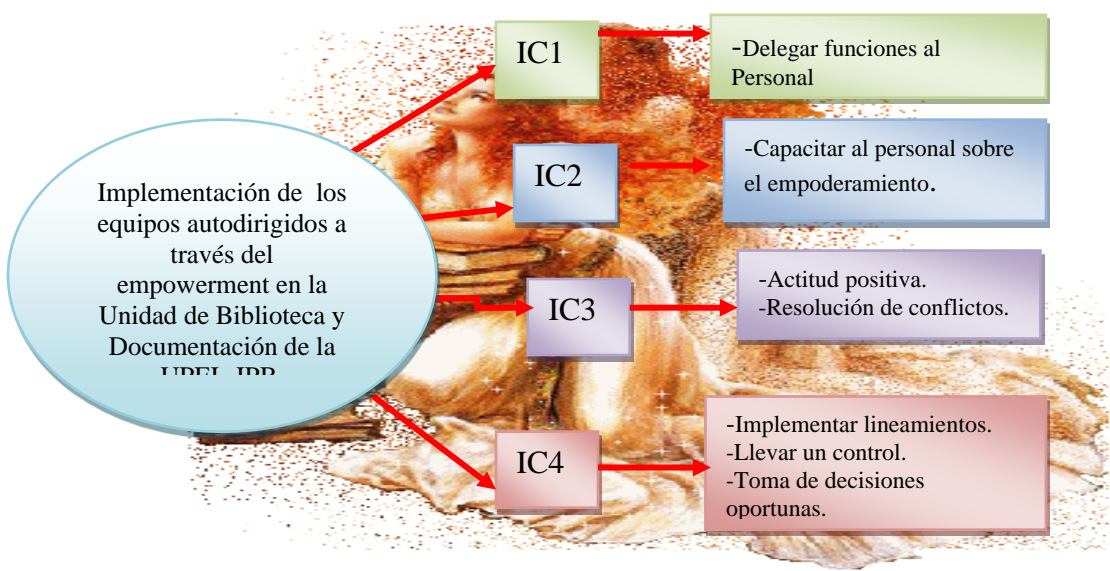 Implementación de los
equipos autodirigidos a
través del
empowerment en la
Unidad de Biblioteca y
Documentación de la
IC1
-Delegar funciones al
Personal
IC2
-Capacitar al personal sobre
el empoderamiento.
IC3
-Actitud positiva.
-Resolución de conflictos.
IC4
-Implementar lineamientos.
-Llevar un control.
-Toma de decisiones
oportunas.